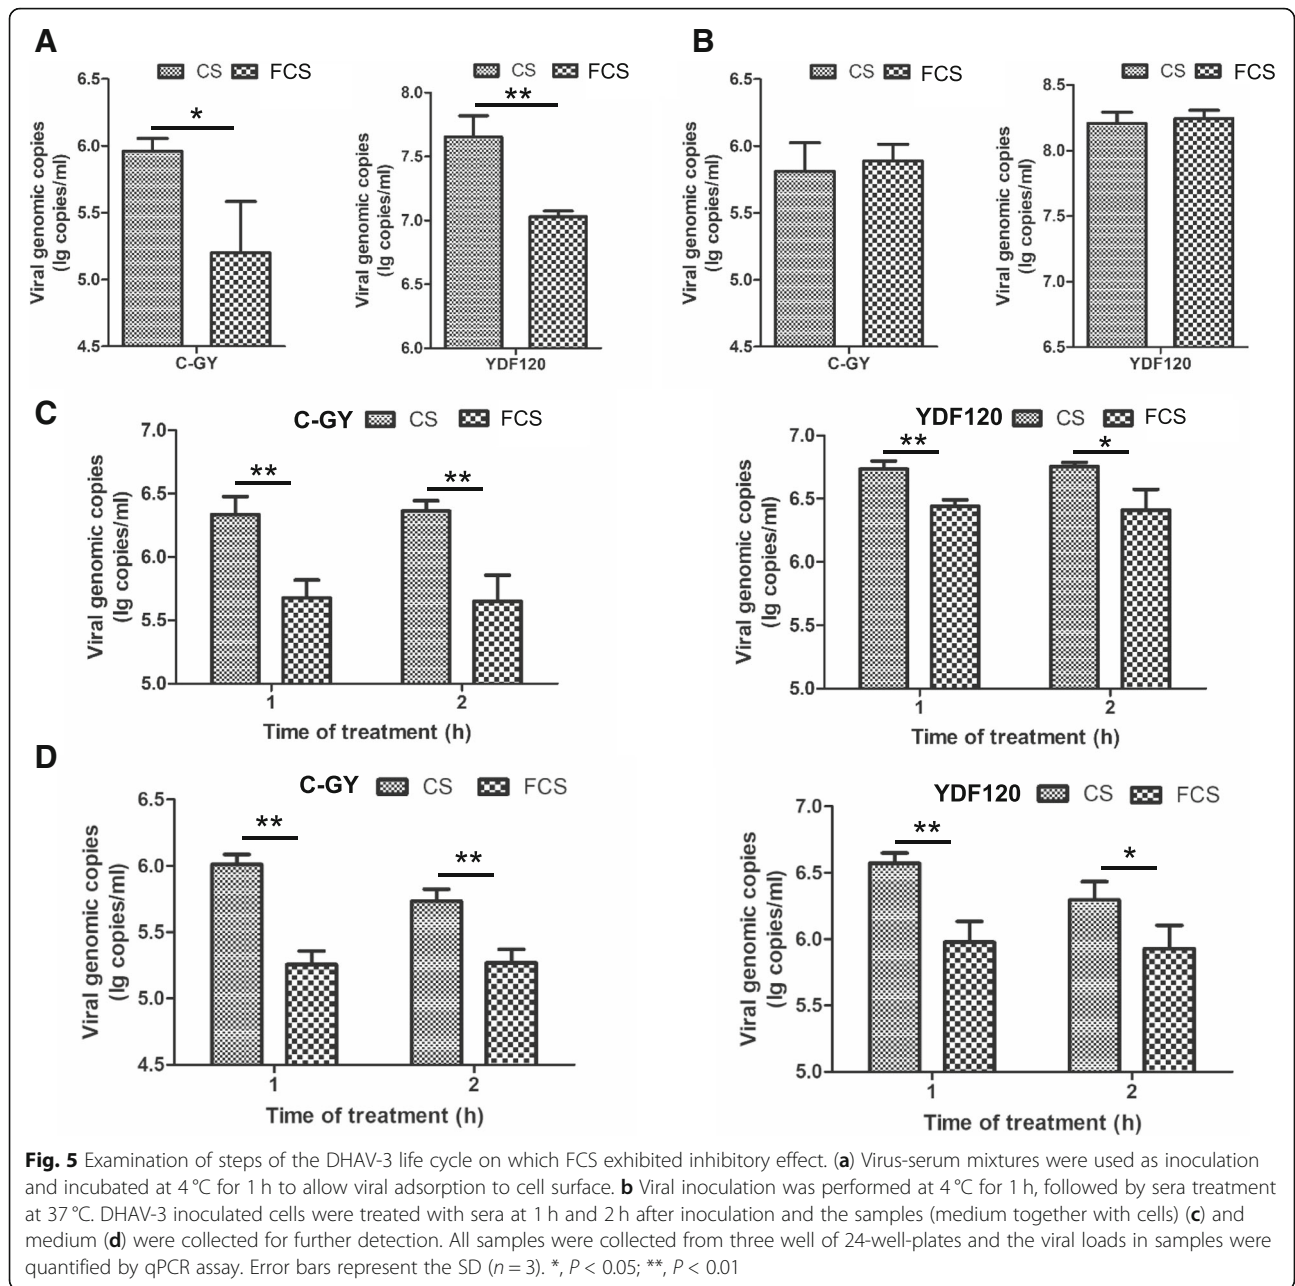 A
B
CS FCS
CS FCS
CS FCS
CS FCS
Viral genomic copies
(lg copies/ml)
6.5
6.0
5.5
5.0
4.5
*
C-GY
Viral genomic copies
(lg copies/ml)
8.0
7.5
7.0
6.5
6.0
**
YDF120
Viral genomic copies
(lg copies/ml)
6.5
6.0
5.5
5.0
4.5
C-GY
Viral genomic copies
(lg copies/ml)
8.5
8.0
7.5
7.0
6.5
YDF120
C
C-GY CS FCS
Viral genomic copies
(lg copies/ml)
7.0
6.5
6.0
5.5
5.0
** **
1 2
Time of treatment (h)
YDF120 CS FCS
Viral genomic copies
(lg copies/ml)
7.0
6.5
6.0
5.5
5.0
** *
1 2
Time of treatment (h)
D
C-GY CS FCS
Viral genomic copies
(lg copies/ml)
6.5
6.0
5.5
5.0
4.5
** **
1 2
Time of treatment (h)
YDF120 CS FCS
Viral genomic copies
(lg copies/ml)
7.0
6.5
6.0
5.5
5.0
** *
1 2
Time of treatment (h)
Fig. 5 Examination of steps of the DHAV-3 life cycle on which FCS exhibited inhibitory effect. (a) Virus-serum mixtures were used as inoculation
and incubated at 4 °C for 1 h to allow viral adsorption to cell surface. b Viral inoculation was performed at 4 °C for 1 h, followed by sera treatment
at 37 °C. DHAV-3 inoculated cells were treated with sera at 1 h and 2 h after inoculation and the samples (medium together with cells) (c) and
medium (d) were collected for further detection. All samples were collected from three well of 24-well-plates and the viral loads in samples were
quantified by qPCR assay. Error bars represent the SD (n = 3). *, P < 0.05; **, P < 0.01